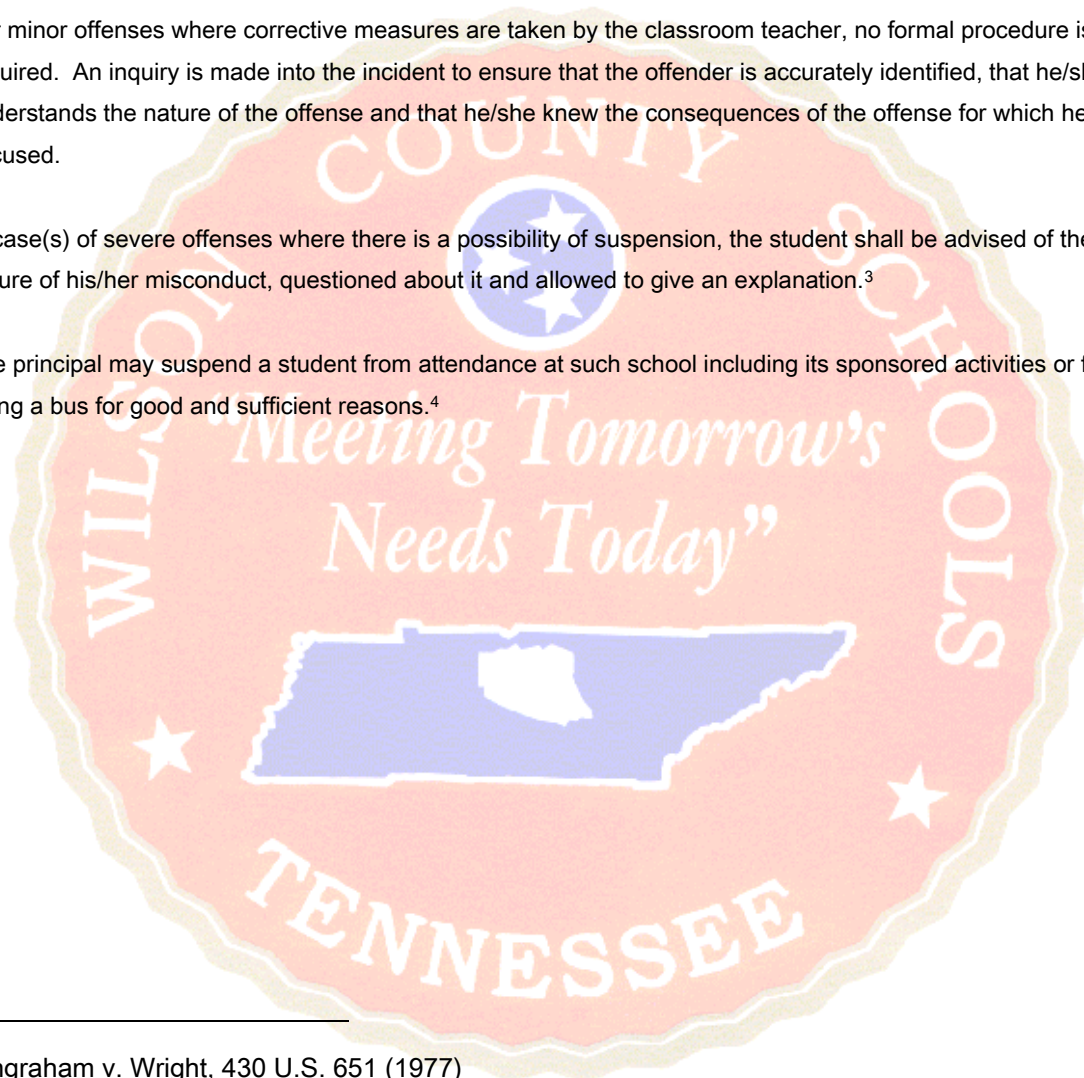 minor offenses where corrective measures are taken by the classroom teacher, no formal procedure is
uired. An inquiry is made into the incident to ensure that the offender is accurately identified, that he/sh
derstands the nature of the offense and that he/she knew the consequences of the offense for which he
cused.
case(s) of severe offenses where there is a possibility of suspension, the student shall be advised of the
ure of his/her misconduct, questioned about it and allowed to give an explanation.³
e principal may suspend a student from attendance at such school including its sponsored activities or f
ing a bus for good and sufficient reasons.⁴
WILSON COUNTY SCHOOLS
“Meeting Tomorrow’s
Needs Today”
TENNESSEE
ngraham v. Wright, 430 U.S. 651 (1977)